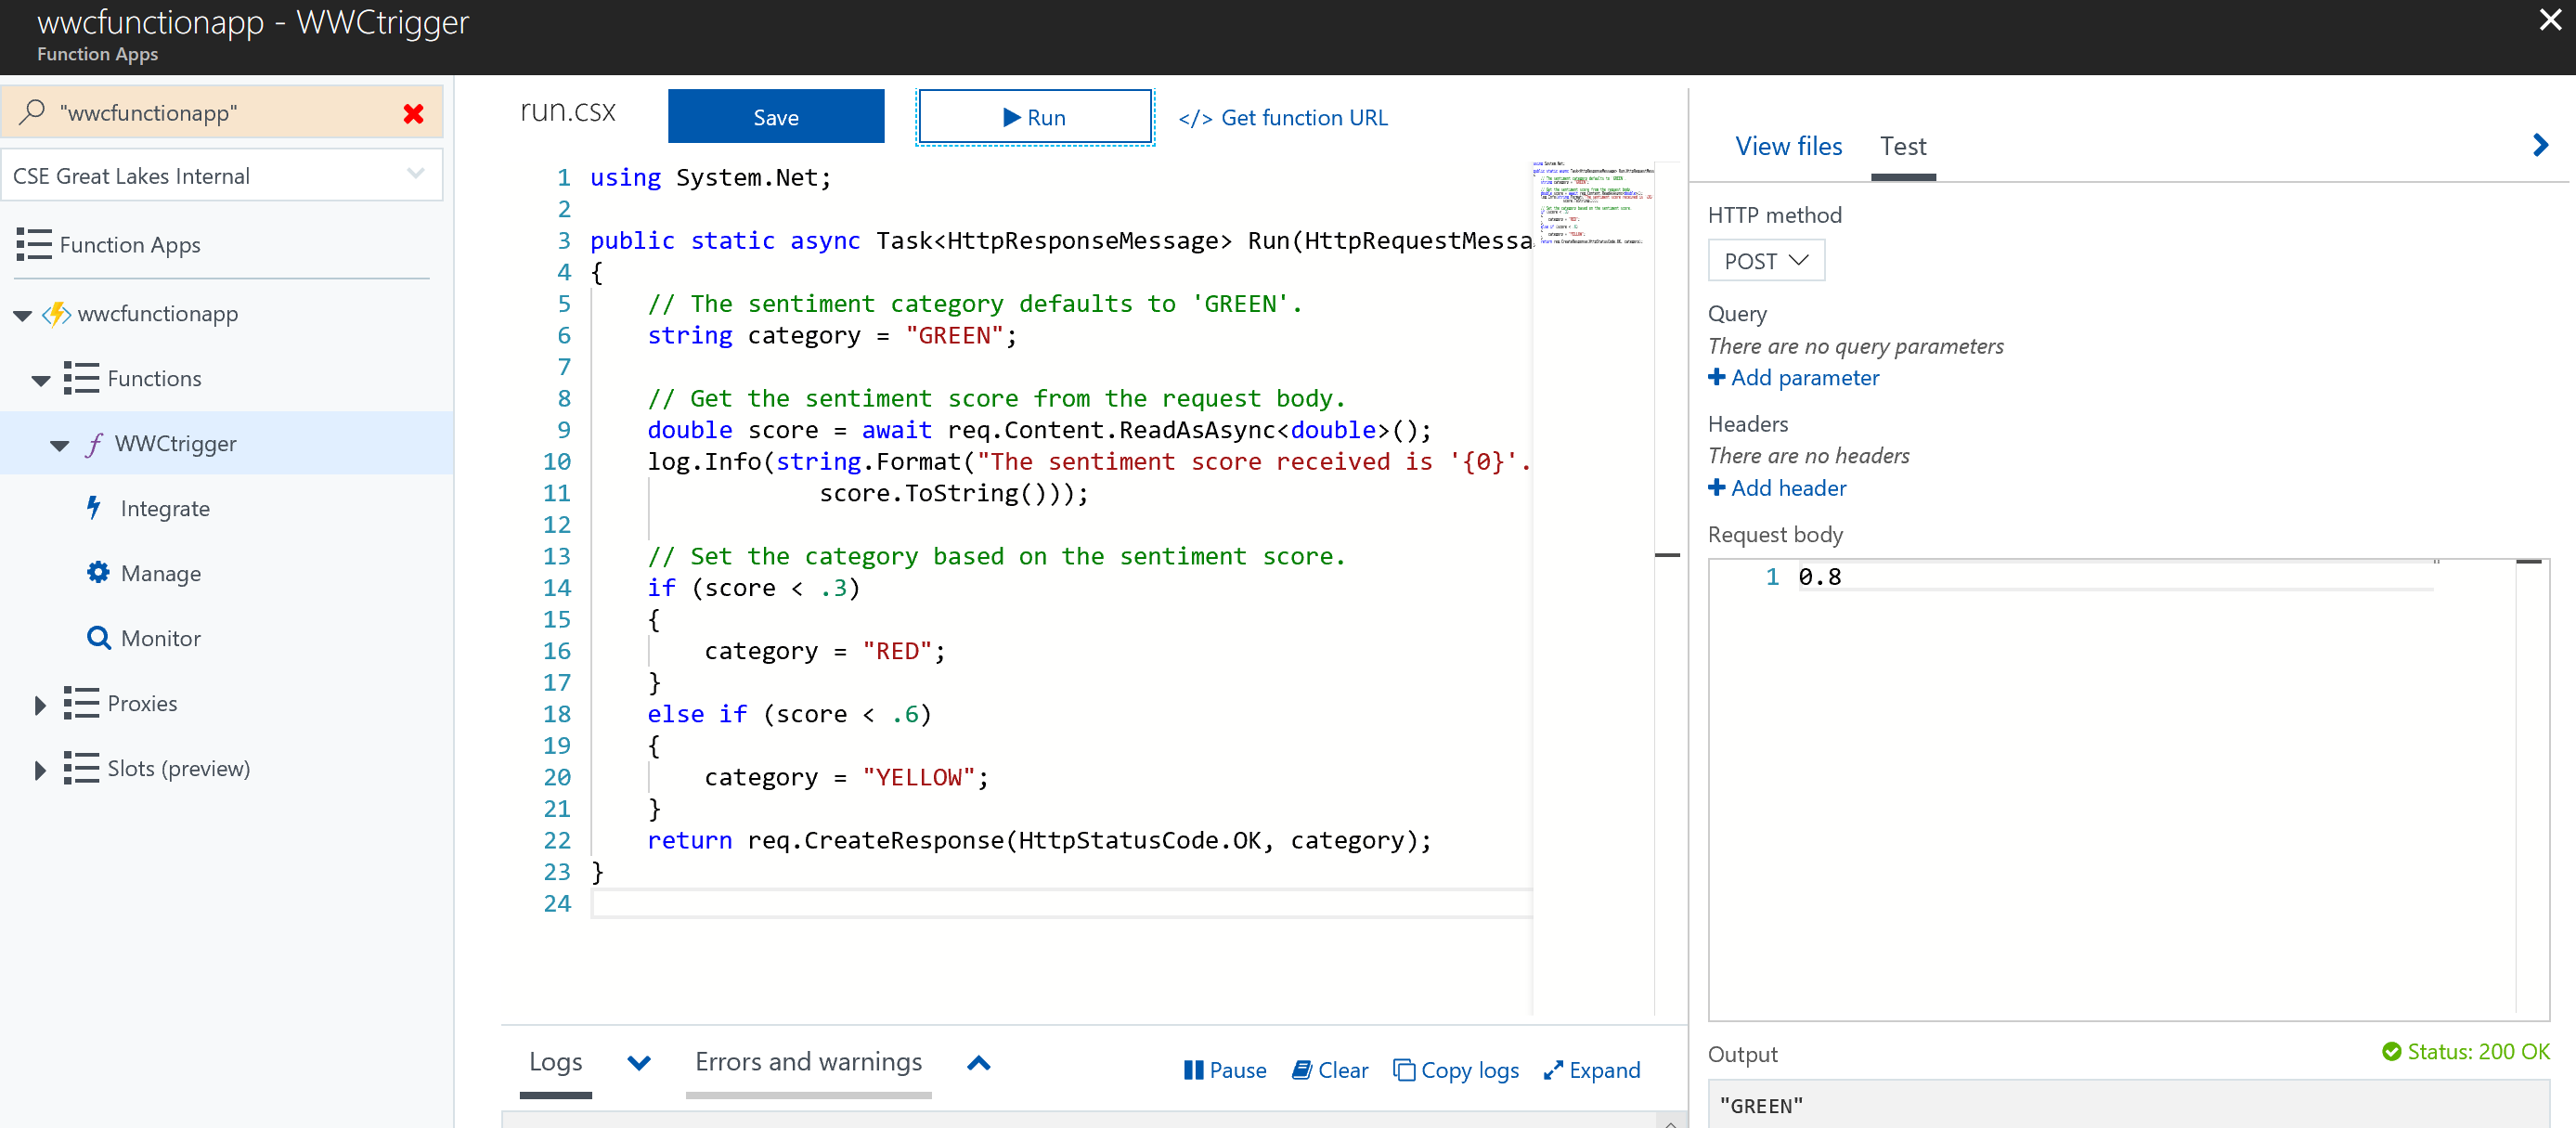 wwcfunctionapp - WWCtrigger
Function Apps
"wwcfunctionapp"
CSE Great Lakes Internal
Function Apps
wwcfunctionapp
Functions
WWCtrigger
Integrate
Manage
Monitor
Proxies
Slots (preview)
run.csx
Save
Run
</> Get function URL
1 using System.Net;
2
3 public static async Task<HttpResponseMessage> Run(HttpRequestMessa
4 {
5 // The sentiment category defaults to 'GREEN'.
6 string category = "GREEN";
7
8 // Get the sentiment score from the request body.
9 double score = await req.Content.ReadAsAsync<double>();
10 log.Info(string.Format("The sentiment score received is '{0}'.
11 score.ToString()));
12
13 // Set the category based on the sentiment score.
14 if (score < .3)
15 {
16 category = "RED";
17 }
18 else if (score < .6)
19 {
20 category = "YELLOW";
21 }
22 return req.CreateResponse(HttpStatusCode.OK, category);
23 }
24
Logs
Errors and warnings
Pause
Clear
Copy logs
Expand
View files
Test
HTTP method
POST
Query
There are no query parameters
Add parameter
Headers
There are no headers
Add header
Request body
1 0.8
Output
Status: 200 OK
"GREEN"